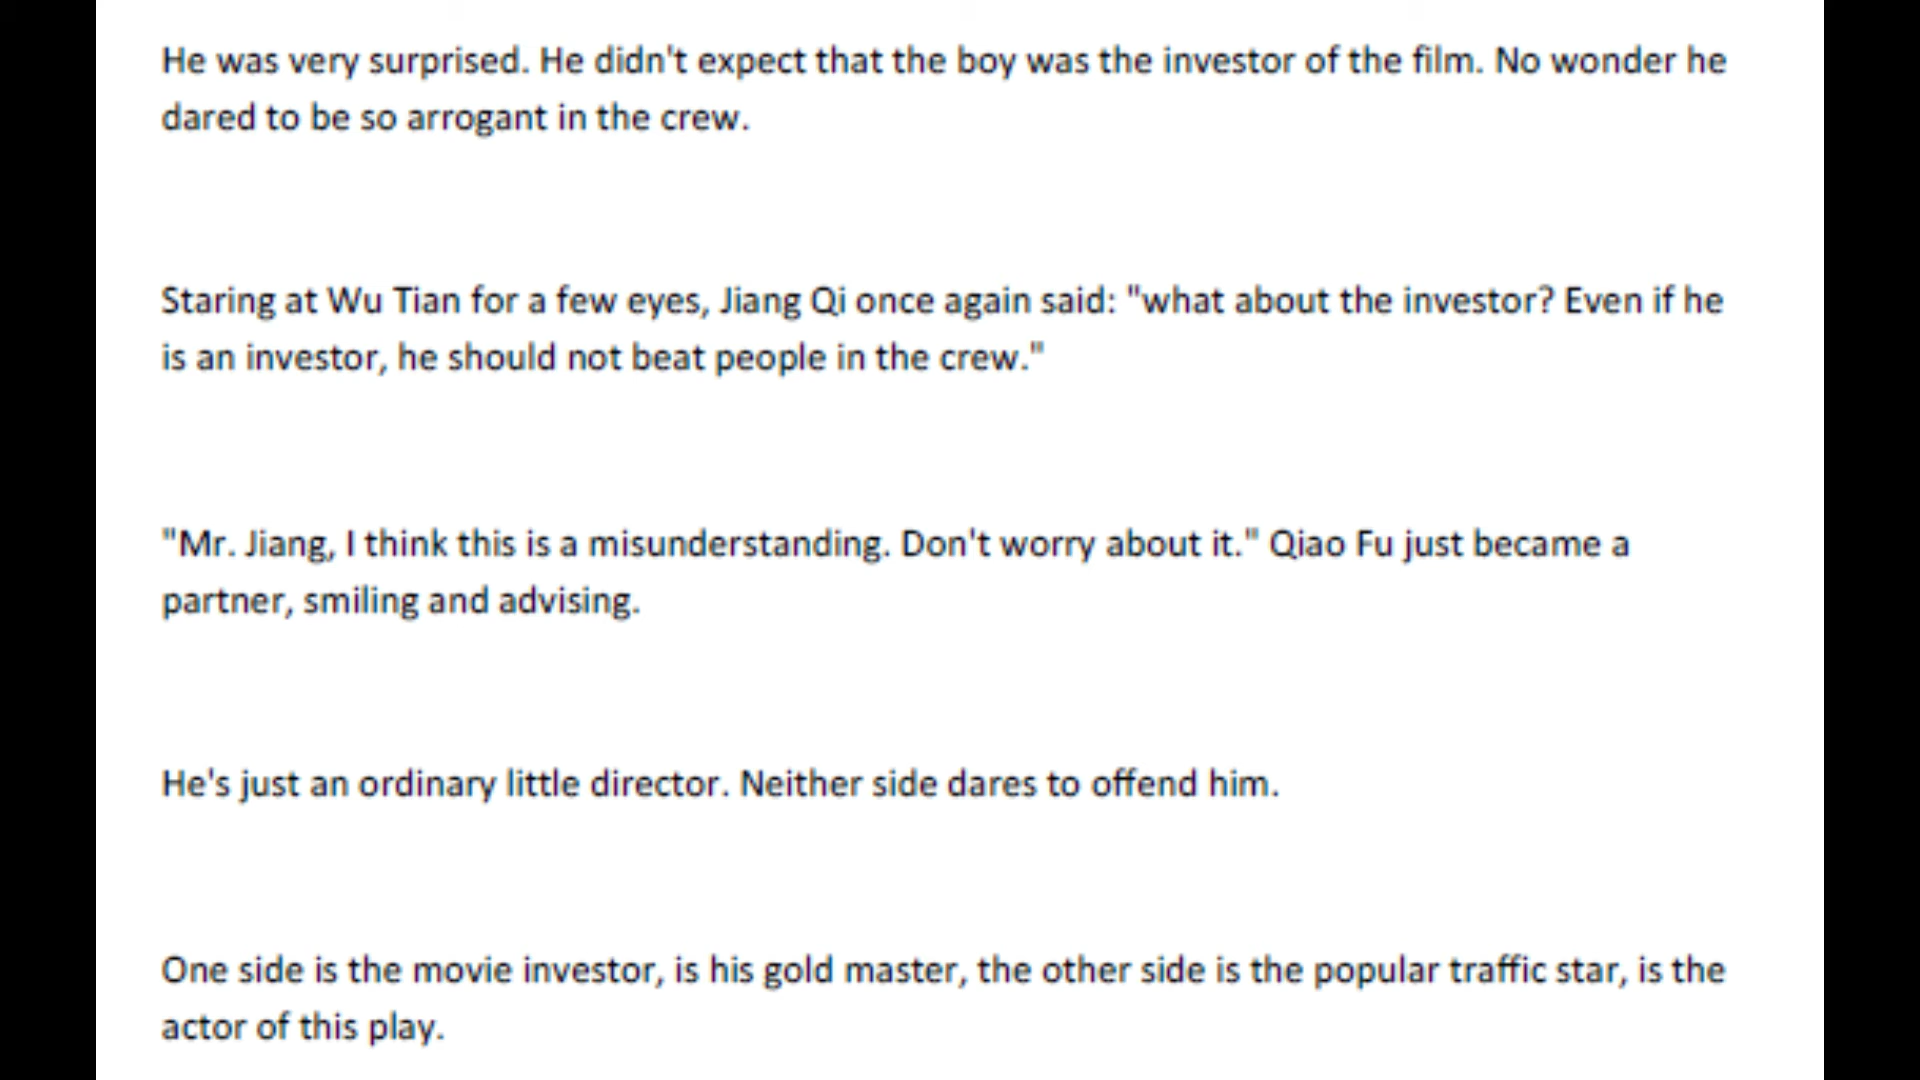 He was very surprised. He didn't expect that the boy was the investor of the film. No wonder he
dared to be so arrogant in the crew.
Staring at Wu Tian for a few eyes, Jiang Qi once again said: "what about the investor? Even if he
is an investor, he should not beat people in the crew."
"Mr. Jiang, I think this is a misunderstanding. Don't worry about it." Qiao Fu just became a
partner, smiling and advising.
He's just an ordinary little director. Neither side dares to offend him.
One side is the movie investor, is his gold master, the other side is the popular traffic star, is the
actor of this play.